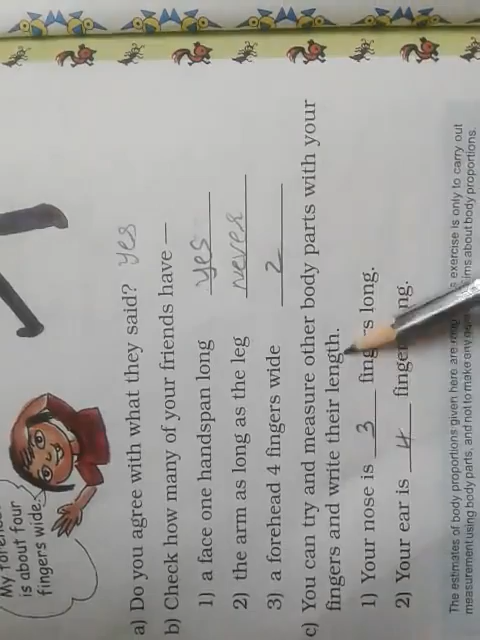 My forehead
is about four
fingers wide.
a) Do you agree with what they said? yes
b) Check how many of your friends have —
1) a face one handspan long yes
2) the arm as long as the leg never
3) a forehead 4 fingers wide 2
c) You can try and measure other body parts with your
fingers and write their length.
1) Your nose is 3 fingers long.
2) Your ear is 4 fingers long.
The estimates of body proportions given here are exercise is only to carry out
measurement using body parts, and not to make any about body proportions.